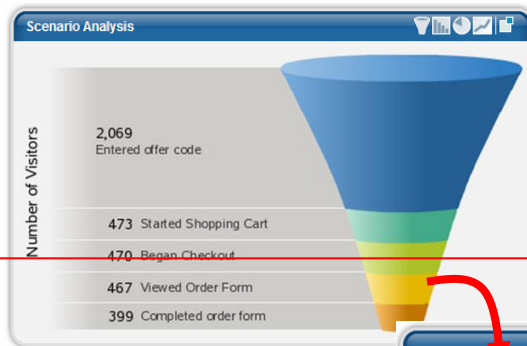 Scenario Analysis
Number of Visitors
2,069
Entered offer code
473 Started Shopping Cart
470 Began Checkout
467 Viewed Order Form
399 Completed order form